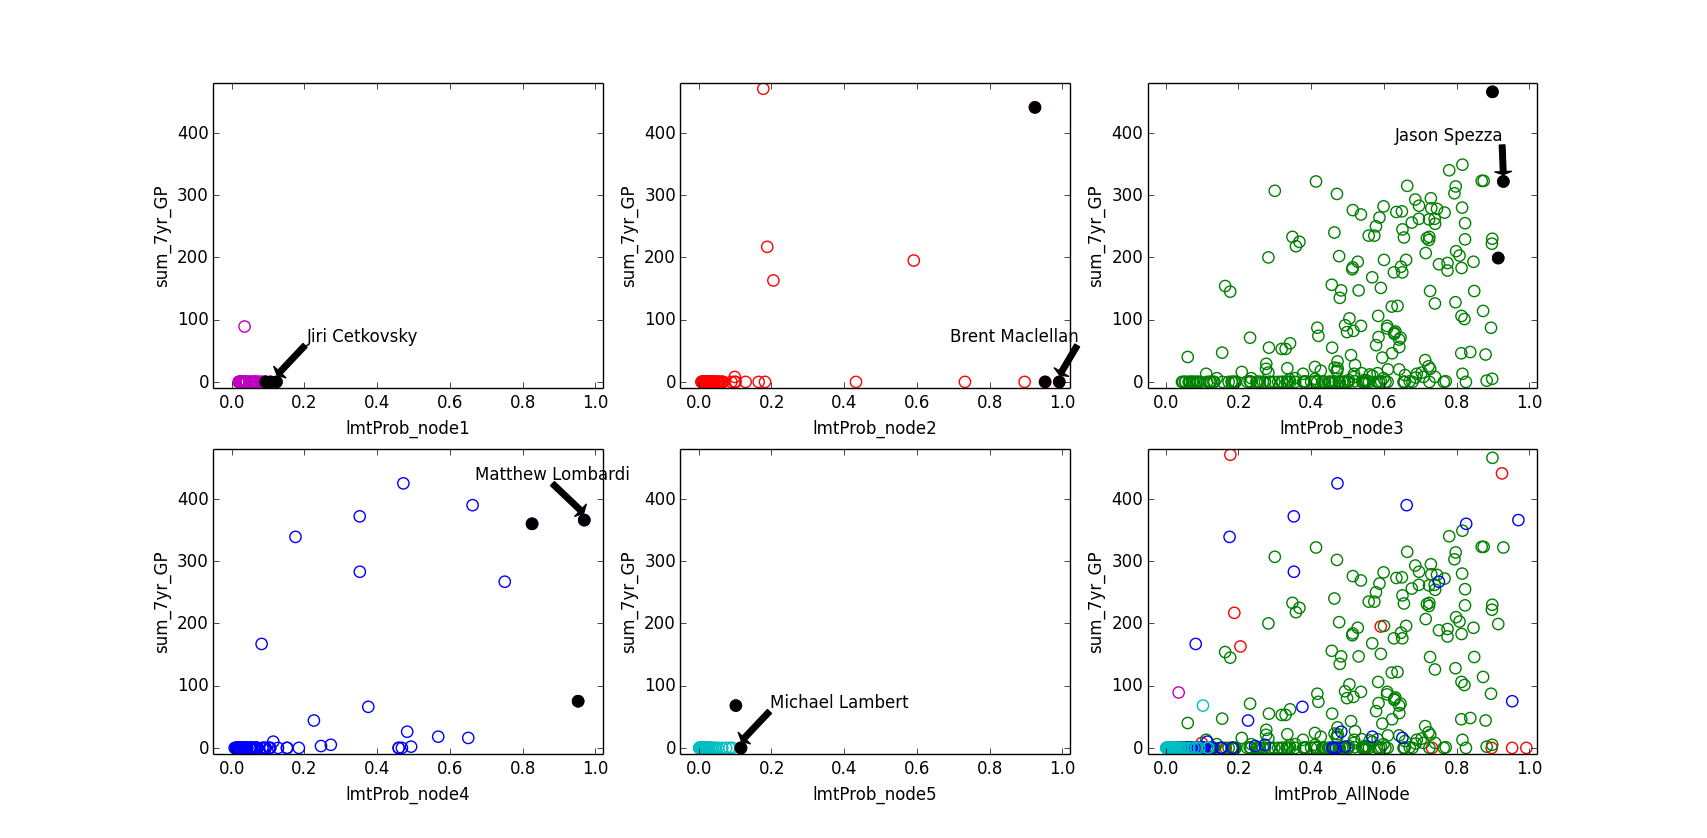 400
300
200
100
0
sum_7yr_GP
Jiri Cetkovsky
0.0 0.2 0.4 0.6 0.8 1.0
lmtProb_node1
400
300
200
100
0
sum_7yr_GP
Brent Maclellan
0.0 0.2 0.4 0.6 0.8 1.0
lmtProb_node2
400
300
200
100
0
sum_7yr_GP
Jason Spezza
0.0 0.2 0.4 0.6 0.8 1.0
lmtProb_node3
400
300
200
100
0
sum_7yr_GP
Matthew Lombardi
0.0 0.2 0.4 0.6 0.8 1.0
lmtProb_node4
400
300
200
100
0
sum_7yr_GP
Michael Lambert
0.0 0.2 0.4 0.6 0.8 1.0
lmtProb_node5
400
300
200
100
0
sum_7yr_GP
0.0 0.2 0.4 0.6 0.8 1.0
lmtProb_AllNode